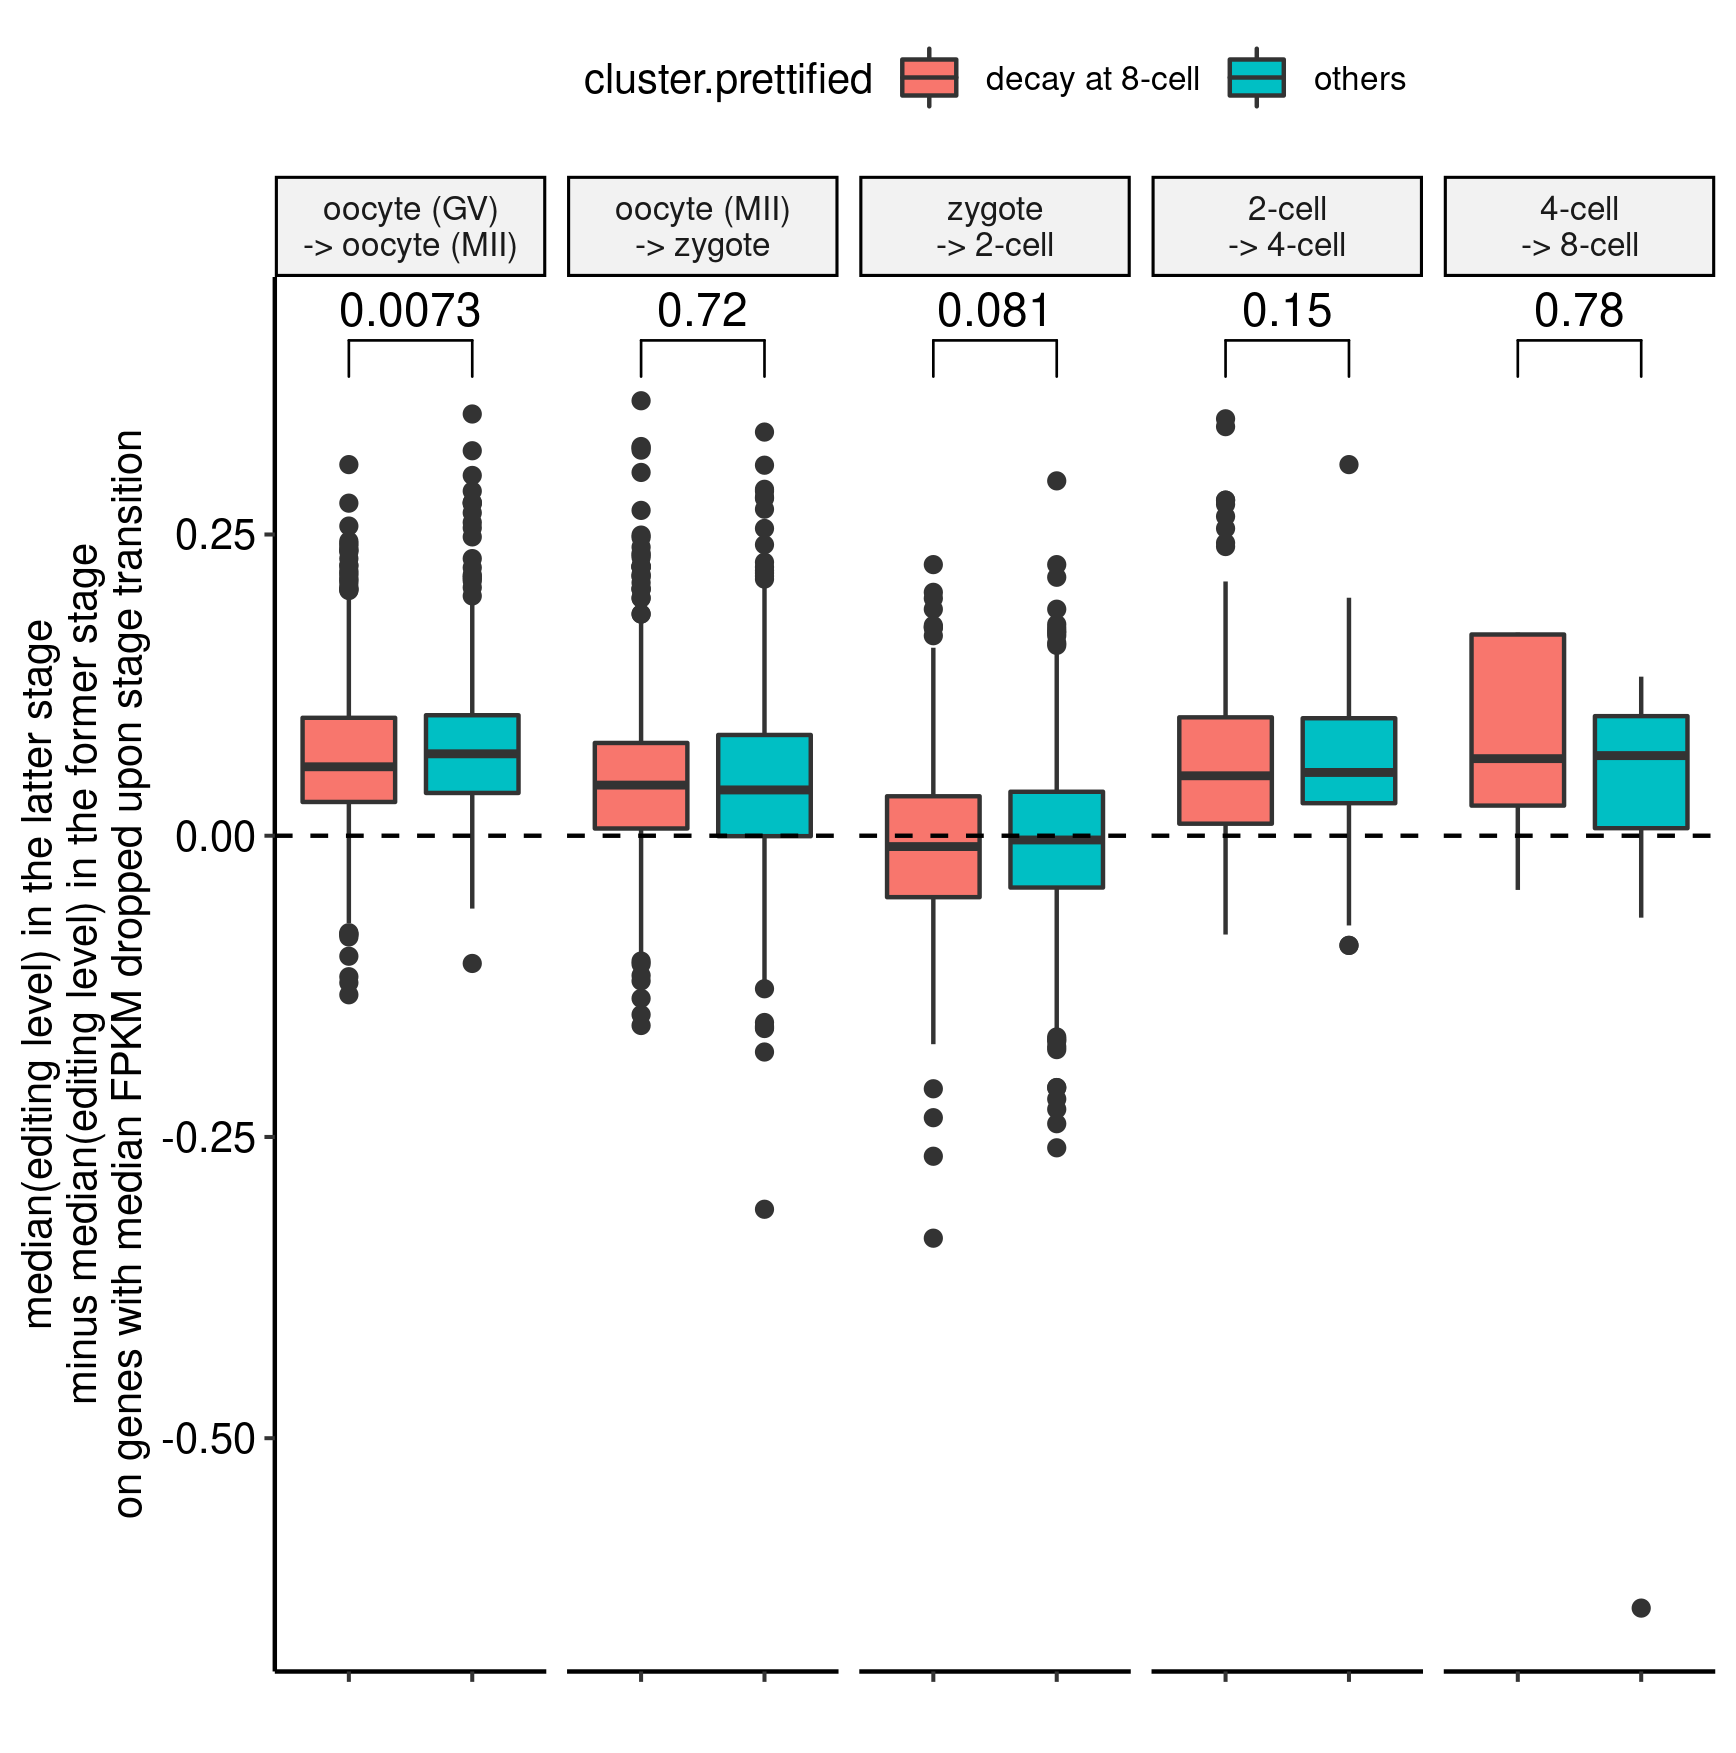 cluster.prettified decay at 8-cell others
oocyte (GV)
-> oocyte (MII)
oocyte (MII)
-> zygote
zygote
-> 2-cell
2-cell
-> 4-cell
4-cell
-> 8-cell
0.0073
0.72
0.081
0.15
0.78
median(editing level) in the latter stage
minus median(editing level) in the former stage
on genes with median FPKM dropped upon stage transition
0.25
0.00
-0.25
-0.50